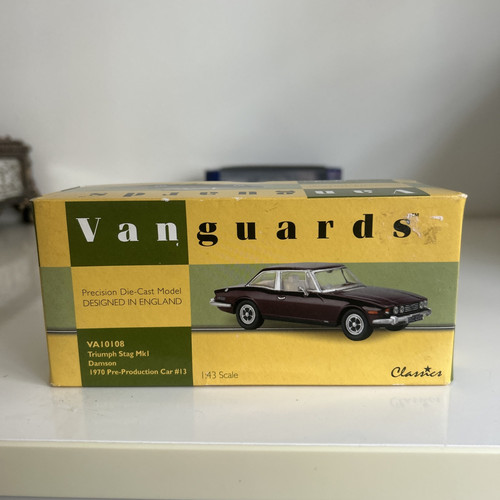 Vanguards
Vanguards
Precision Die-Cast Model
DESIGNED IN ENGLAND
VA10108
Triumph Stag MkI
Damson
1970 Pre-Production Car #13
1:43 Scale
Classics